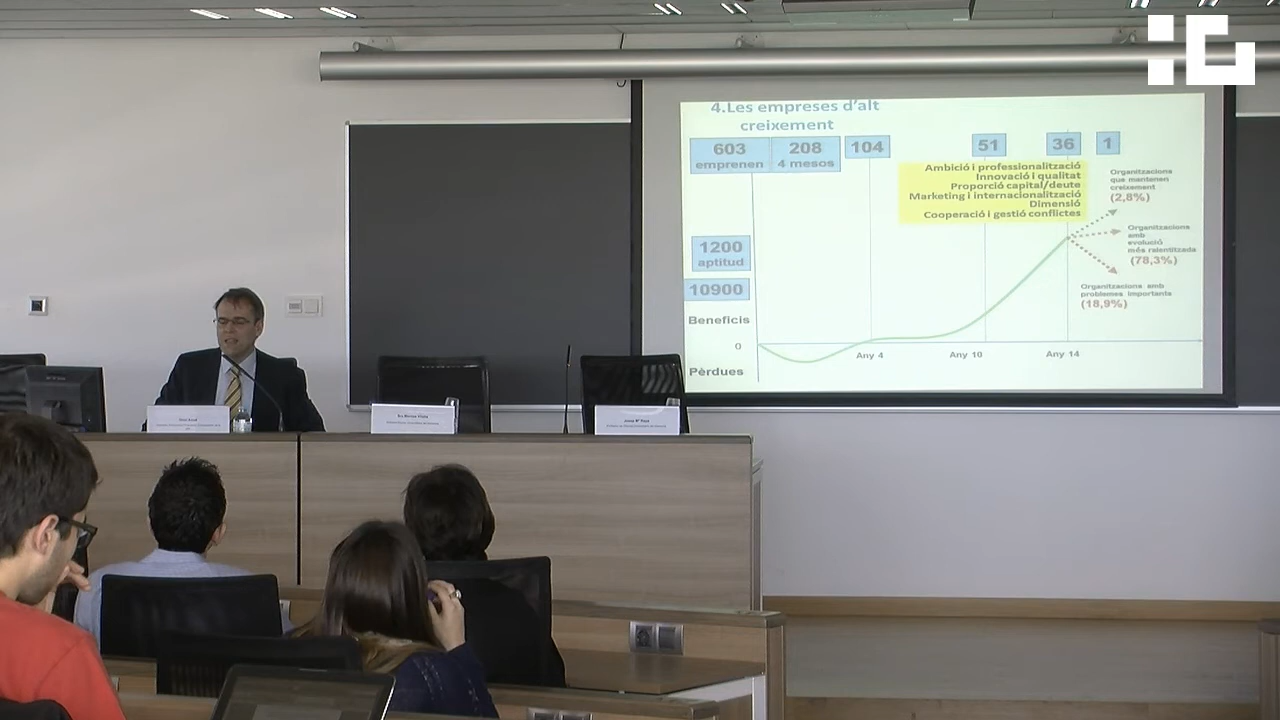 4.Les empreses d'alt
creixement
603
emprenen
208
4 mesos
104
51
36
1
Ambició i professionalització
Innovació i qualitat
Proporció capital/deute
Marketing i internacionalització
Dimensió
Cooperació i gestió conflictes
Organitzacions
que mantenen
creixement
(2,8%)
Organitzacions
amb
evolució
més ralentitzada
(78,3%)
Organitzacions amb
problemes importants
(18,9%)
1200
aptitud
10900
Beneficis
0
Pèrdues
Any 4
Any 10
Any 14